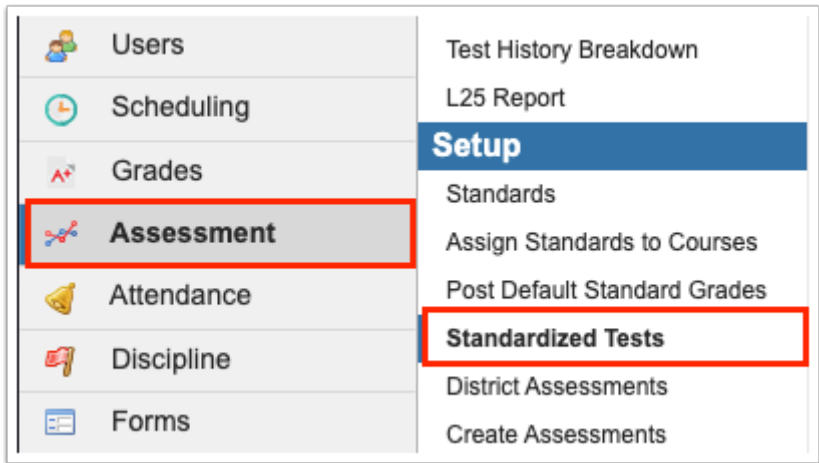 Users
Scheduling
A+
Grades
Assessment
Attendance
Discipline
Forms
Test History Breakdown
L25 Report
Setup
Standards
Assign Standards to Courses
Post Default Standard Grades
Standardized Tests
District Assessments
Create Assessments